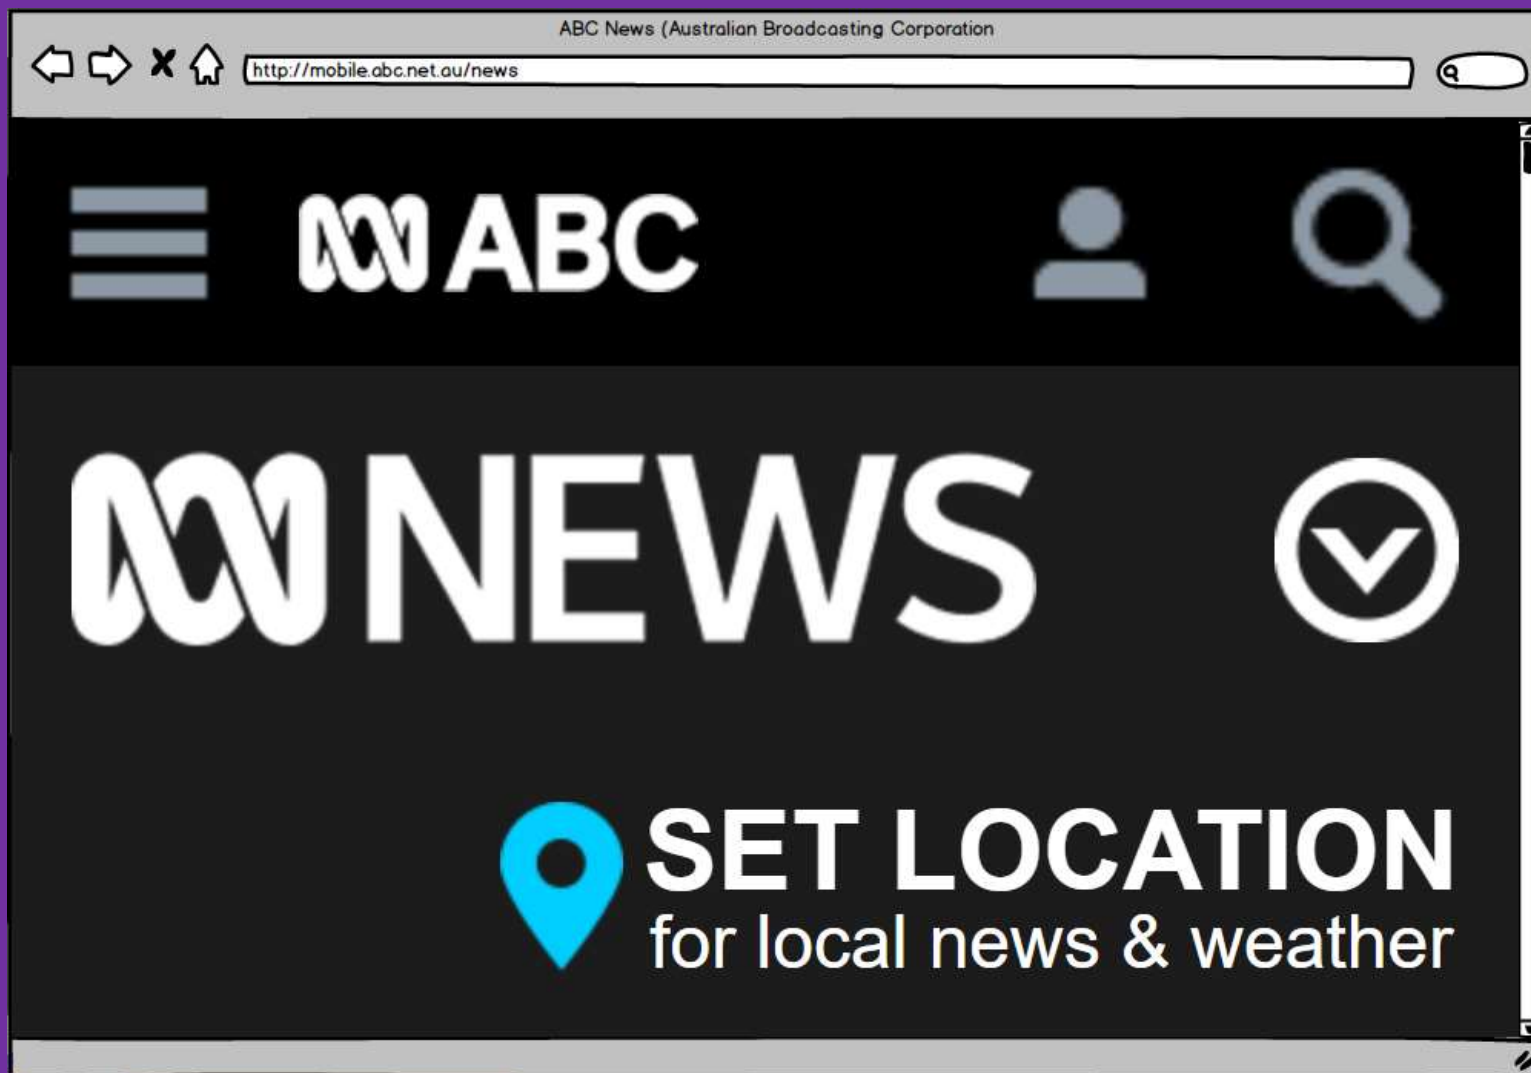 ABC News (Australian Broadcasting Corporation
http://mobile.abc.net.au/news
ABC
NEWS
SET LOCATION
for local news & weather